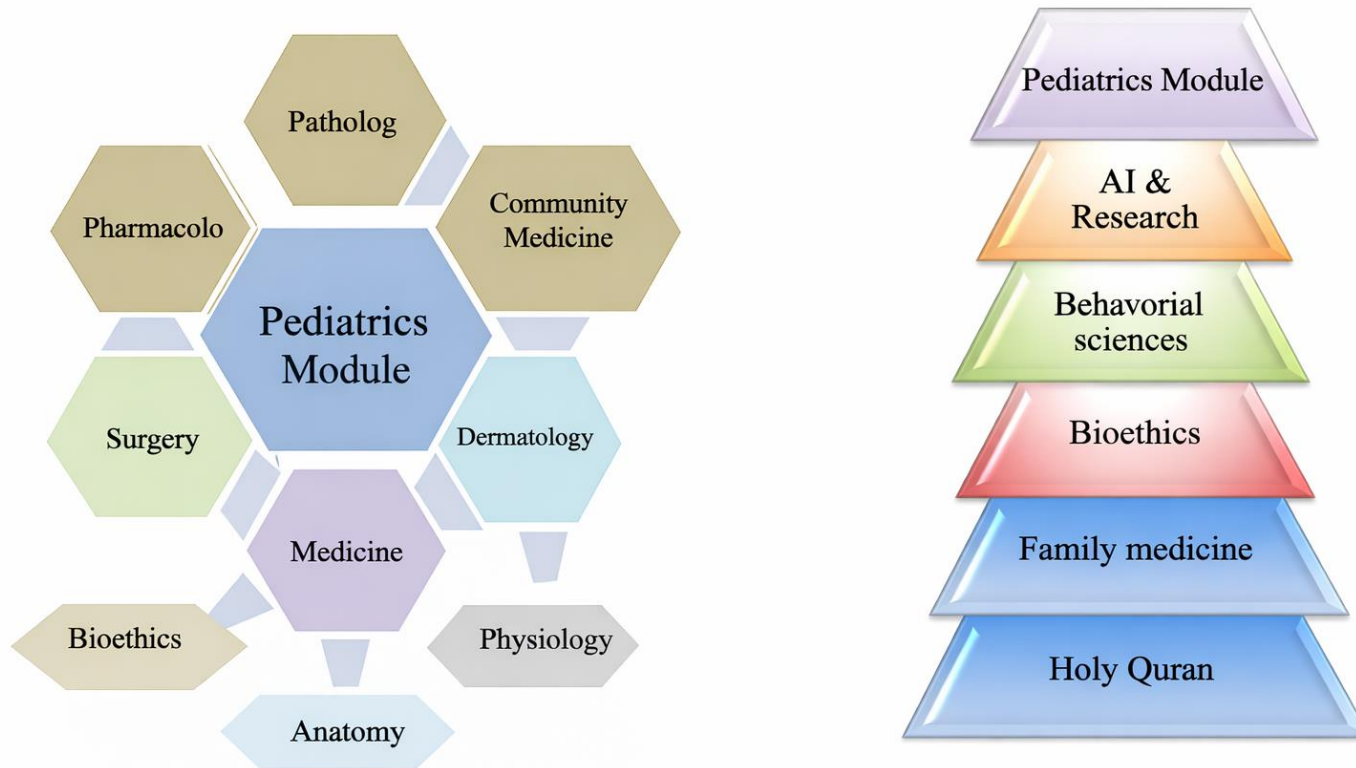 Patholog
Pharmacolo
Community
Medicine
Pediatrics
Module
Surgery
Dermatology
Medicine
Bioethics
Physiology
Anatomy
Pediatrics Module
AI &
Research
Behavorial
sciences
Bioethics
Family medicine
Holy Quran